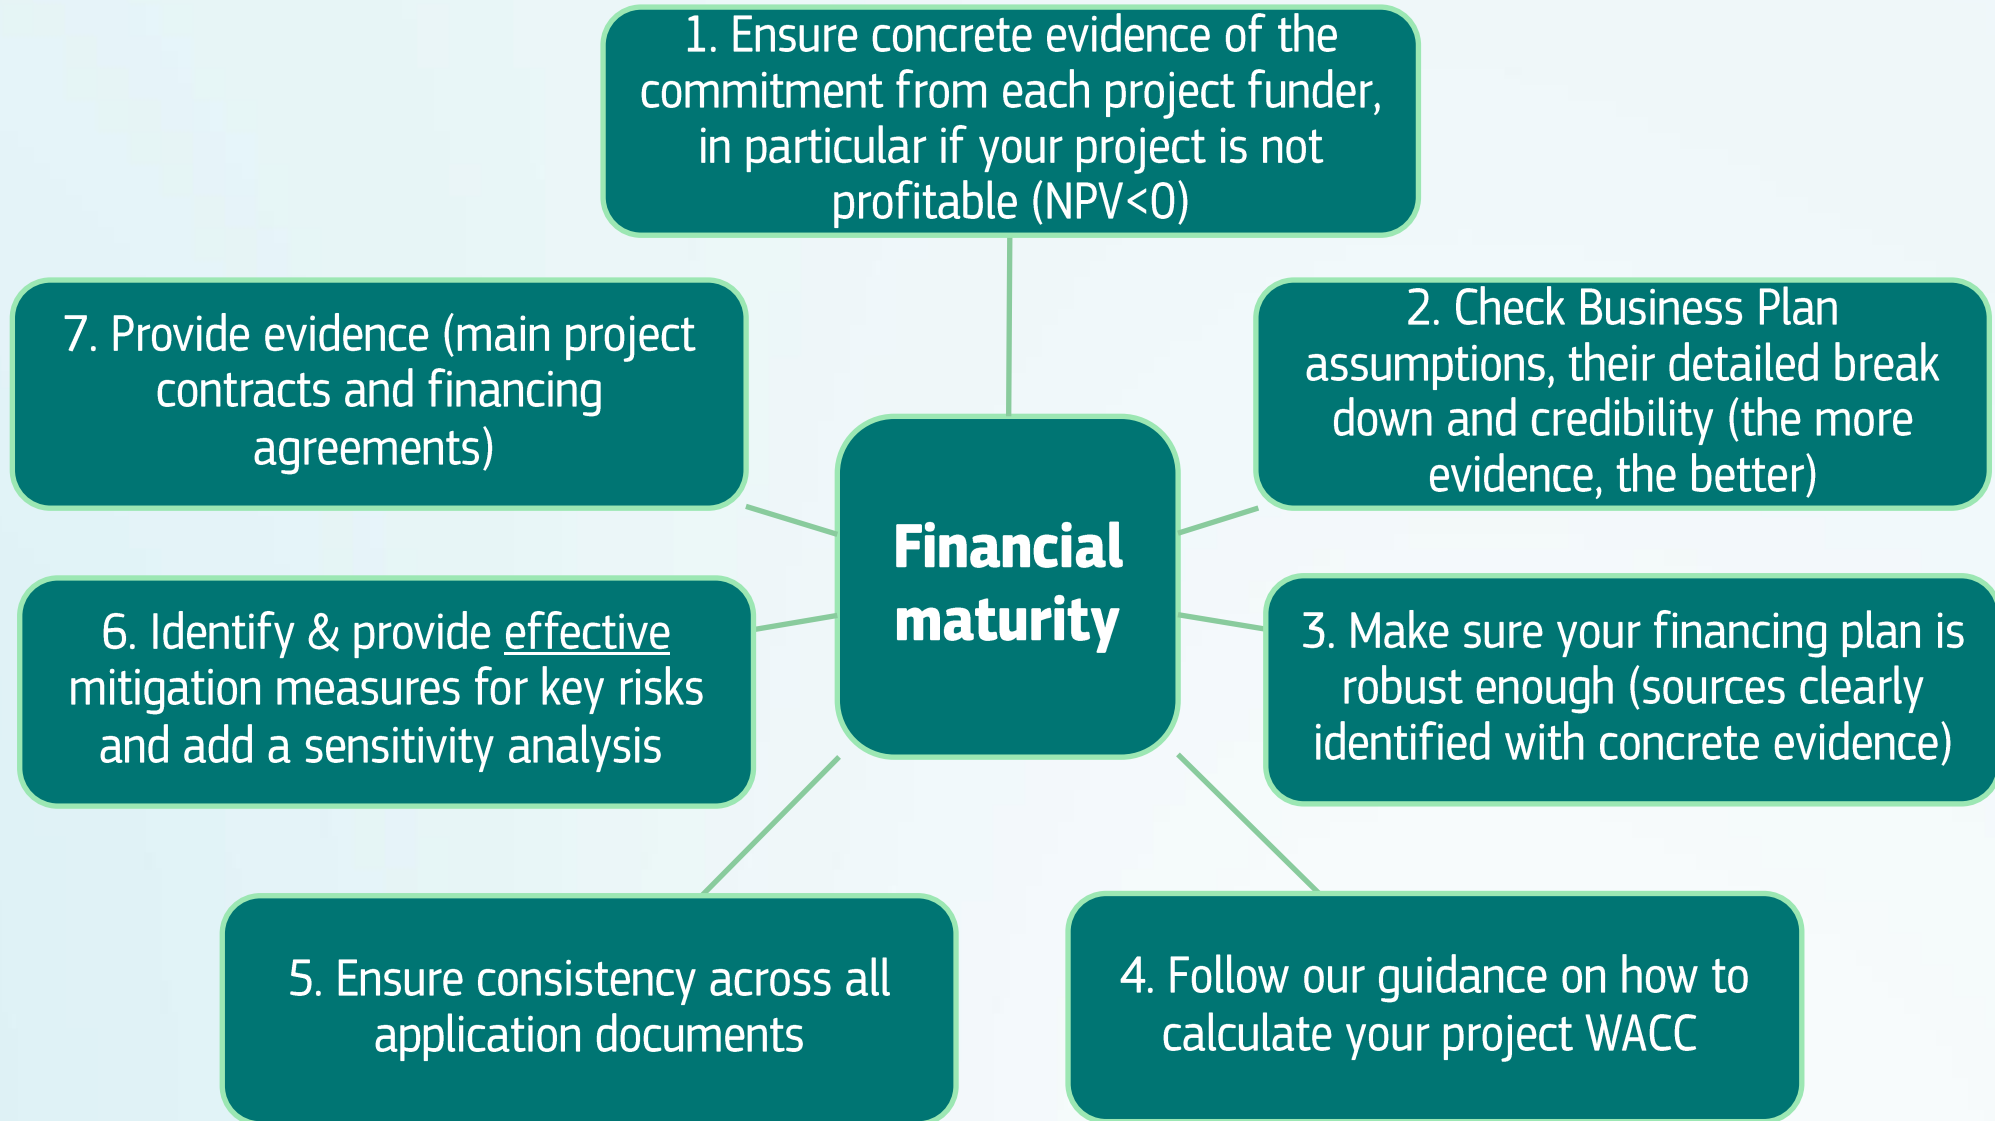 1. Ensure concrete evidence of the
commitment from each project funder,
in particular if your project is not
profitable (NPV<0)
2. Check Business Plan
assumptions, their detailed break
down and credibility (the more
evidence, the better)
3. Make sure your financing plan is
robust enough (sources clearly
identified with concrete evidence)
4. Follow our guidance on how to
calculate your project WACC
5. Ensure consistency across all
application documents
6. Identify & provide effective
mitigation measures for key risks
and add a sensitivity analysis
7. Provide evidence (main project
contracts and financing
agreements)
Financial
maturity